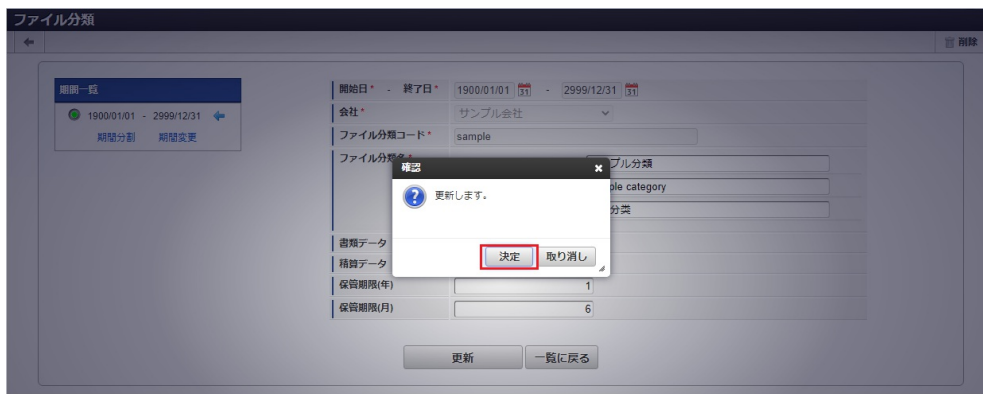 ファイル分類
削除
期間一覧
1900/01/01 - 2999/12/31
期間分割 期間変更
開始日* - 終了日* 1900/01/01 31 - 2999/12/31 31
会社* サンプル会社
ファイル分類コード* sample
ファイル分類名*
プル分類
ple category
分类
確認
更新します。
決定 取り消し
書類データ
積算データ
保管期限(年) 1
保管期限(月) 6
更新 一覧に戻る